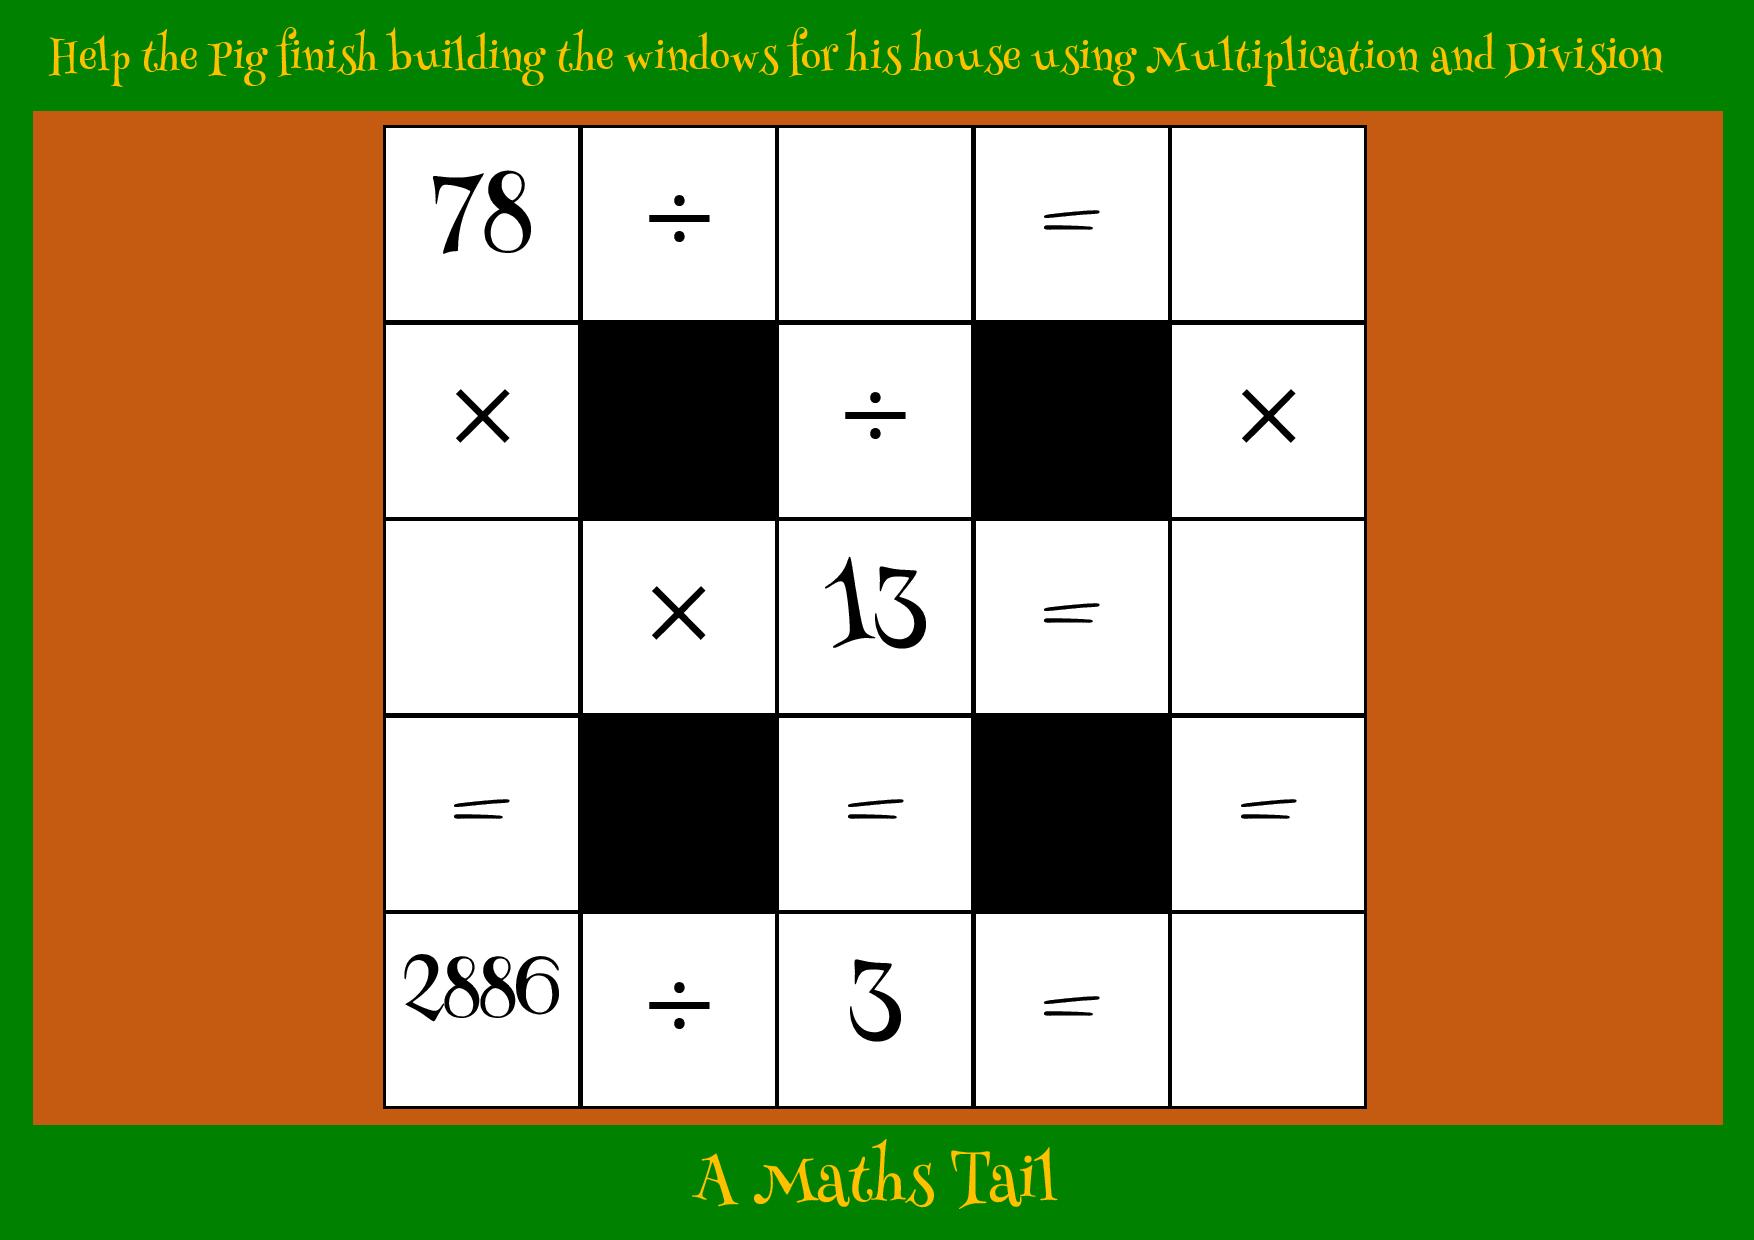 Help the Pig finish building the windows for his house using Multiplication and Division
78 ÷ =
× ÷ ×
× 13 =
= = =
2886 ÷ 3 =
A Maths Tail